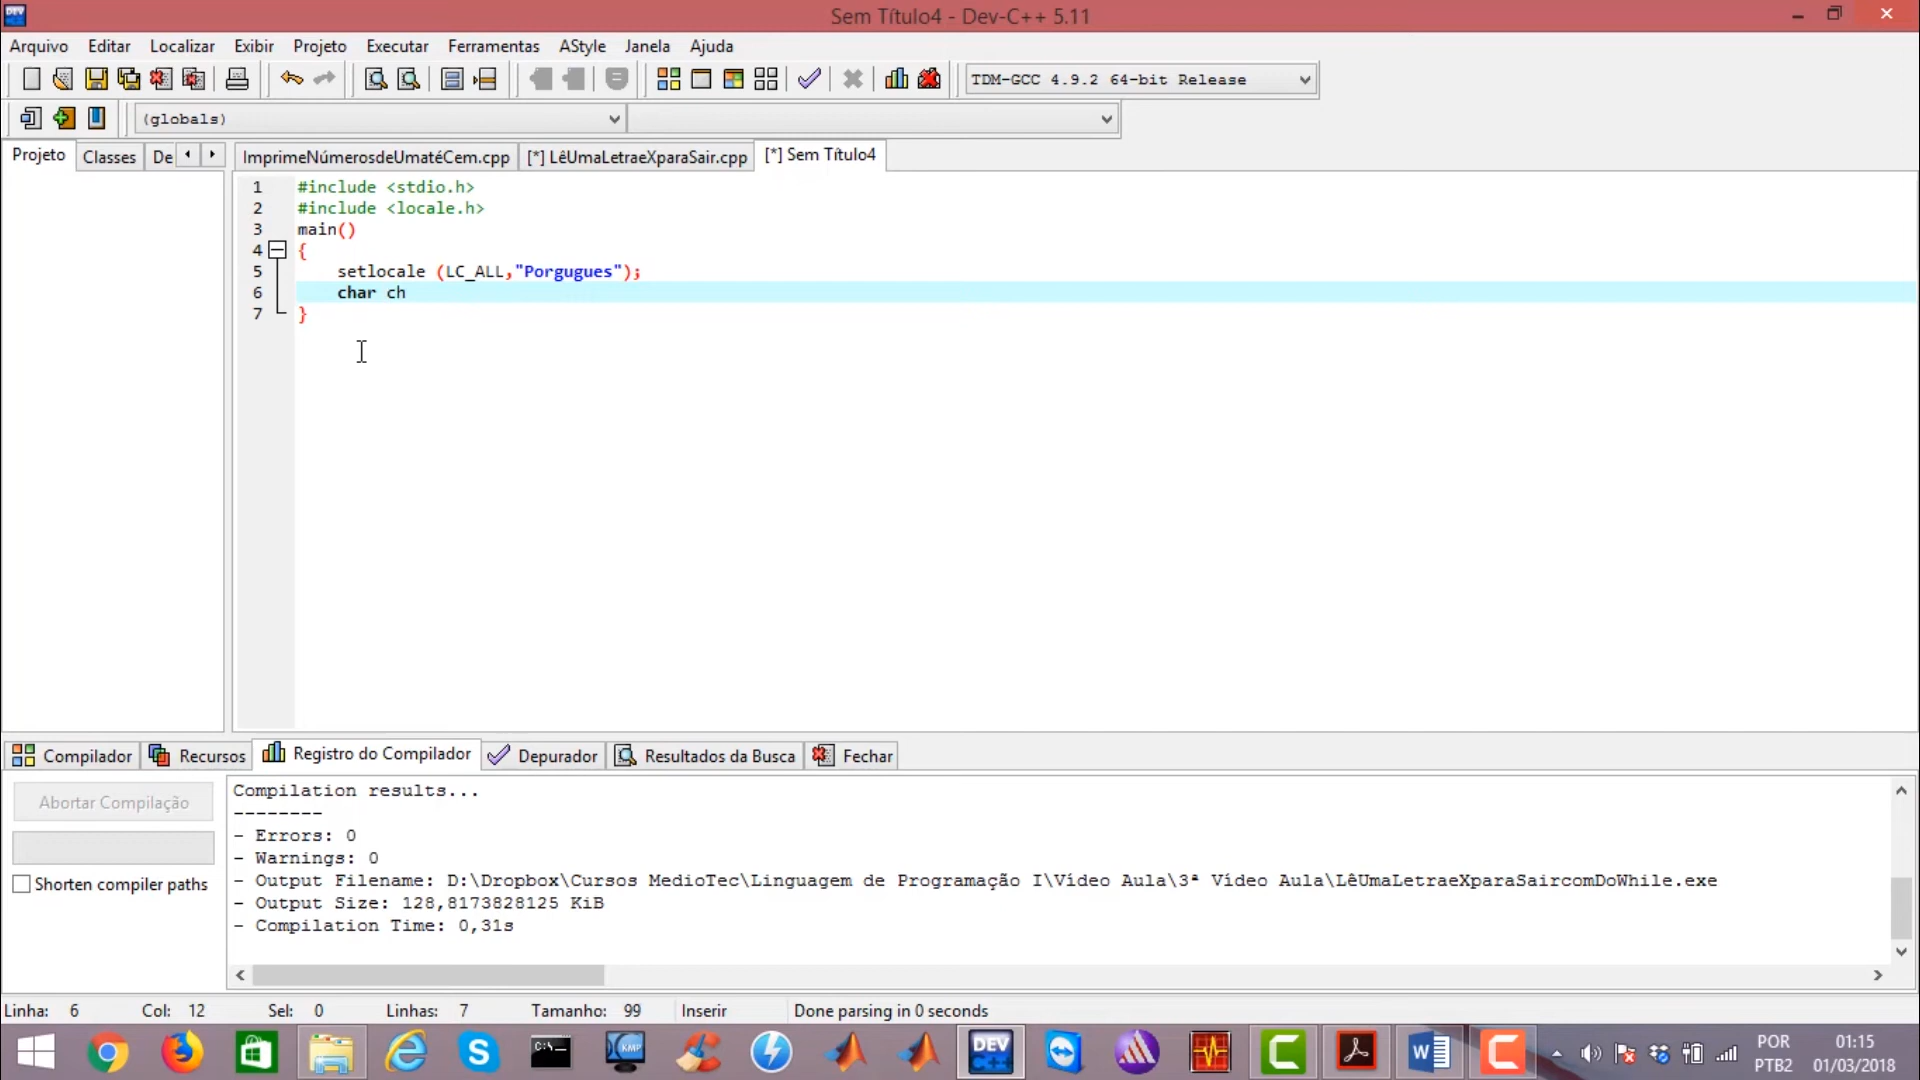 Sem Título4 - Dev-C++ 5.11
Arquivo Editar Localizar Exibir Projeto Executar Ferramentas AStyle Janela Ajuda
TDM-GCC 4.9.2 64-bit Release
(globals)
Projeto Classes De
ImprimeNúmerosdeUmatéCem.cpp [*] LêUmaLetraeXparaSair.cpp [*] Sem Título4
1 #include <stdio.h>
2 #include <locale.h>
3 main()
4 {
5 setlocale (LC_ALL,"Porgugues");
6 char ch
7 }
Compilador Recursos Registro do Compilador Depurador Resultados da Busca Fechar
Abortar Compilação
Shorten compiler paths
Compilation results...
--------
- Errors: 0
- Warnings: 0
- Output Filename: D:\Dropbox\Cursos MedioTec\Linguagem de Programação I\Vídeo Aula\3ª Vídeo Aula\LêUmaLetraeXparaSaircomDoWhile.exe
- Output Size: 128,8173828125 KiB
- Compilation Time: 0,31s
Linha: 6 Col: 12 Sel: 0 Linhas: 7 Tamanho: 99 Inserir Done parsing in 0 seconds
C:\_
KMP
DEV C++
POR 01:15
PTB2 01/03/2018